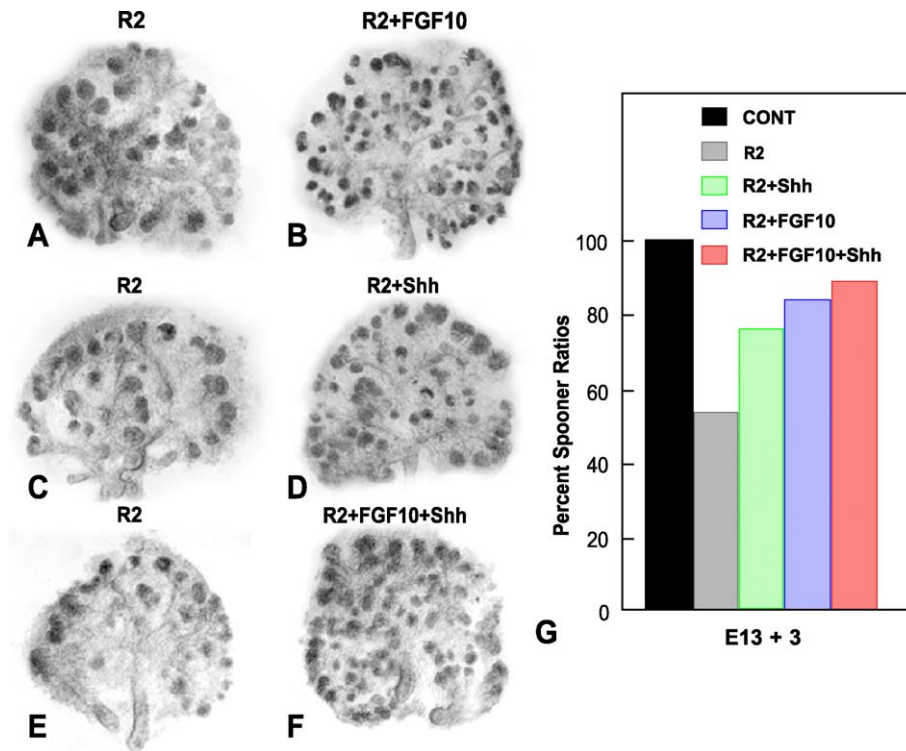 R2
R2+FGF10
A
B
R2
R2+Shh
C
D
R2
R2+FGF10+Shh
E
F
CONT
R2
R2+Shh
R2+FGF10
R2+FGF10+Shh
Percent Spooner Ratios
100
80
60
40
20
0
G
E13 + 3